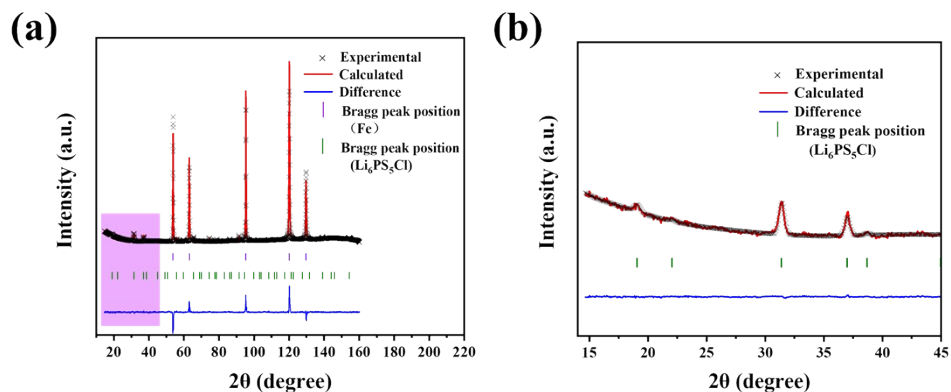 (a)
Experimental
Calculated
Difference
Bragg peak position
（Fe）
Bragg peak position
(Li₆PS₅Cl)
Intensity (a.u.)
20 40 60 80 100 120 140 160 180 200 220
2θ (degree)
(b)
Experimental
Calculated
Difference
Bragg peak position
(Li₆PS₅Cl)
Intensity (a.u.)
15 20 25 30 35 40 45
2θ (degree)